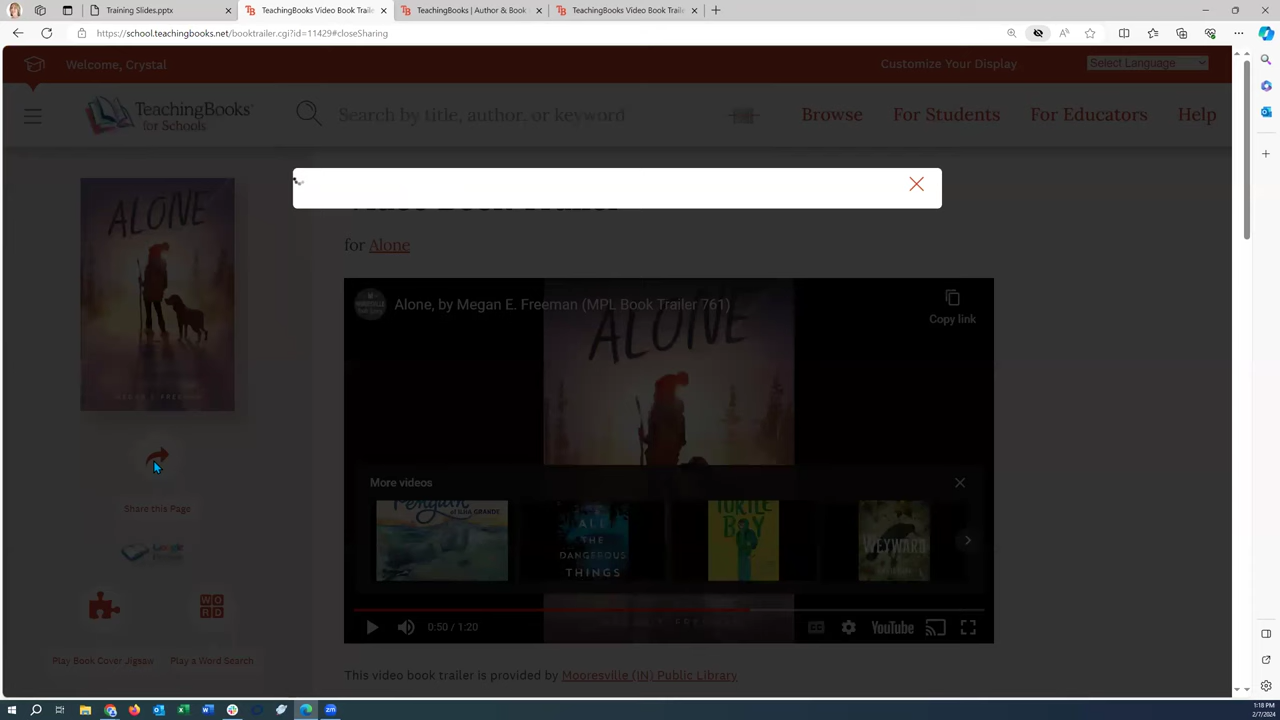 Training Slides.pptx
TeachingBooks Video Book Traile
TeachingBooks | Author & Book
TeachingBooks Video Book Traile
https://school.teachingbooks.net/booktrailer.cgi?id=11429#closeSharing
Welcome, Crystal
Customize Your Display
Select Language
TeachingBooks
for Schools
Search by title, author, or keyword
Browse
For Students
For Educators
Help
ALONE
for Alone
Alone, by Megan E. Freeman (MPL Book Trailer 761)
Copy link
ALONE
Share this Page
More videos
ALL
THE
DANGEROUS
THINGS
TURTLE
BOY
WEYWARD
WO
RD
0:50 / 1:20
CC
YouTube
Play Book Cover Jigsaw
Play a Word Search
This video book trailer is provided by Mooresville (IN) Public Library
1:18 PM
2/7/2024